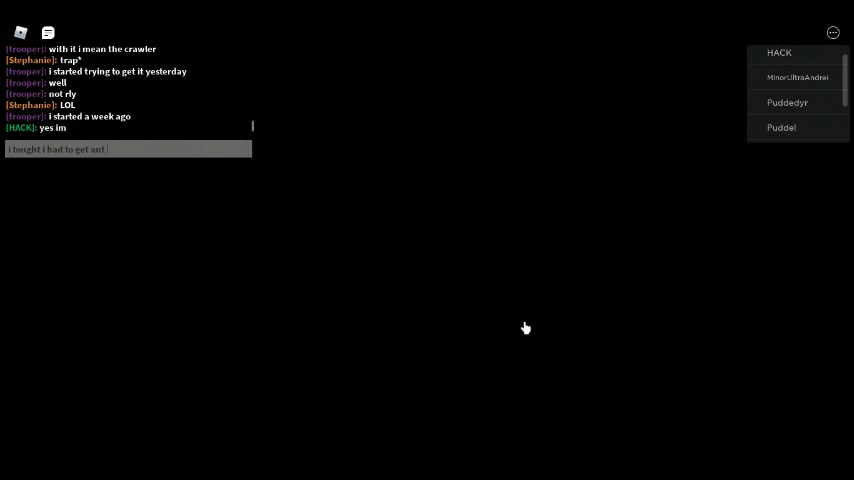 [trooper]: with it i mean the crawler
[Stephanie]: trap*
[trooper]: i started trying to get it yesterday
[trooper]: well
[trooper]: not rly
[Stephanie]: LOL
[trooper]: i started a week ago
[HACK]: yes im
i tought i had to get ant
HACK
MinorUltraAndrei
Puddedyr
Puddel